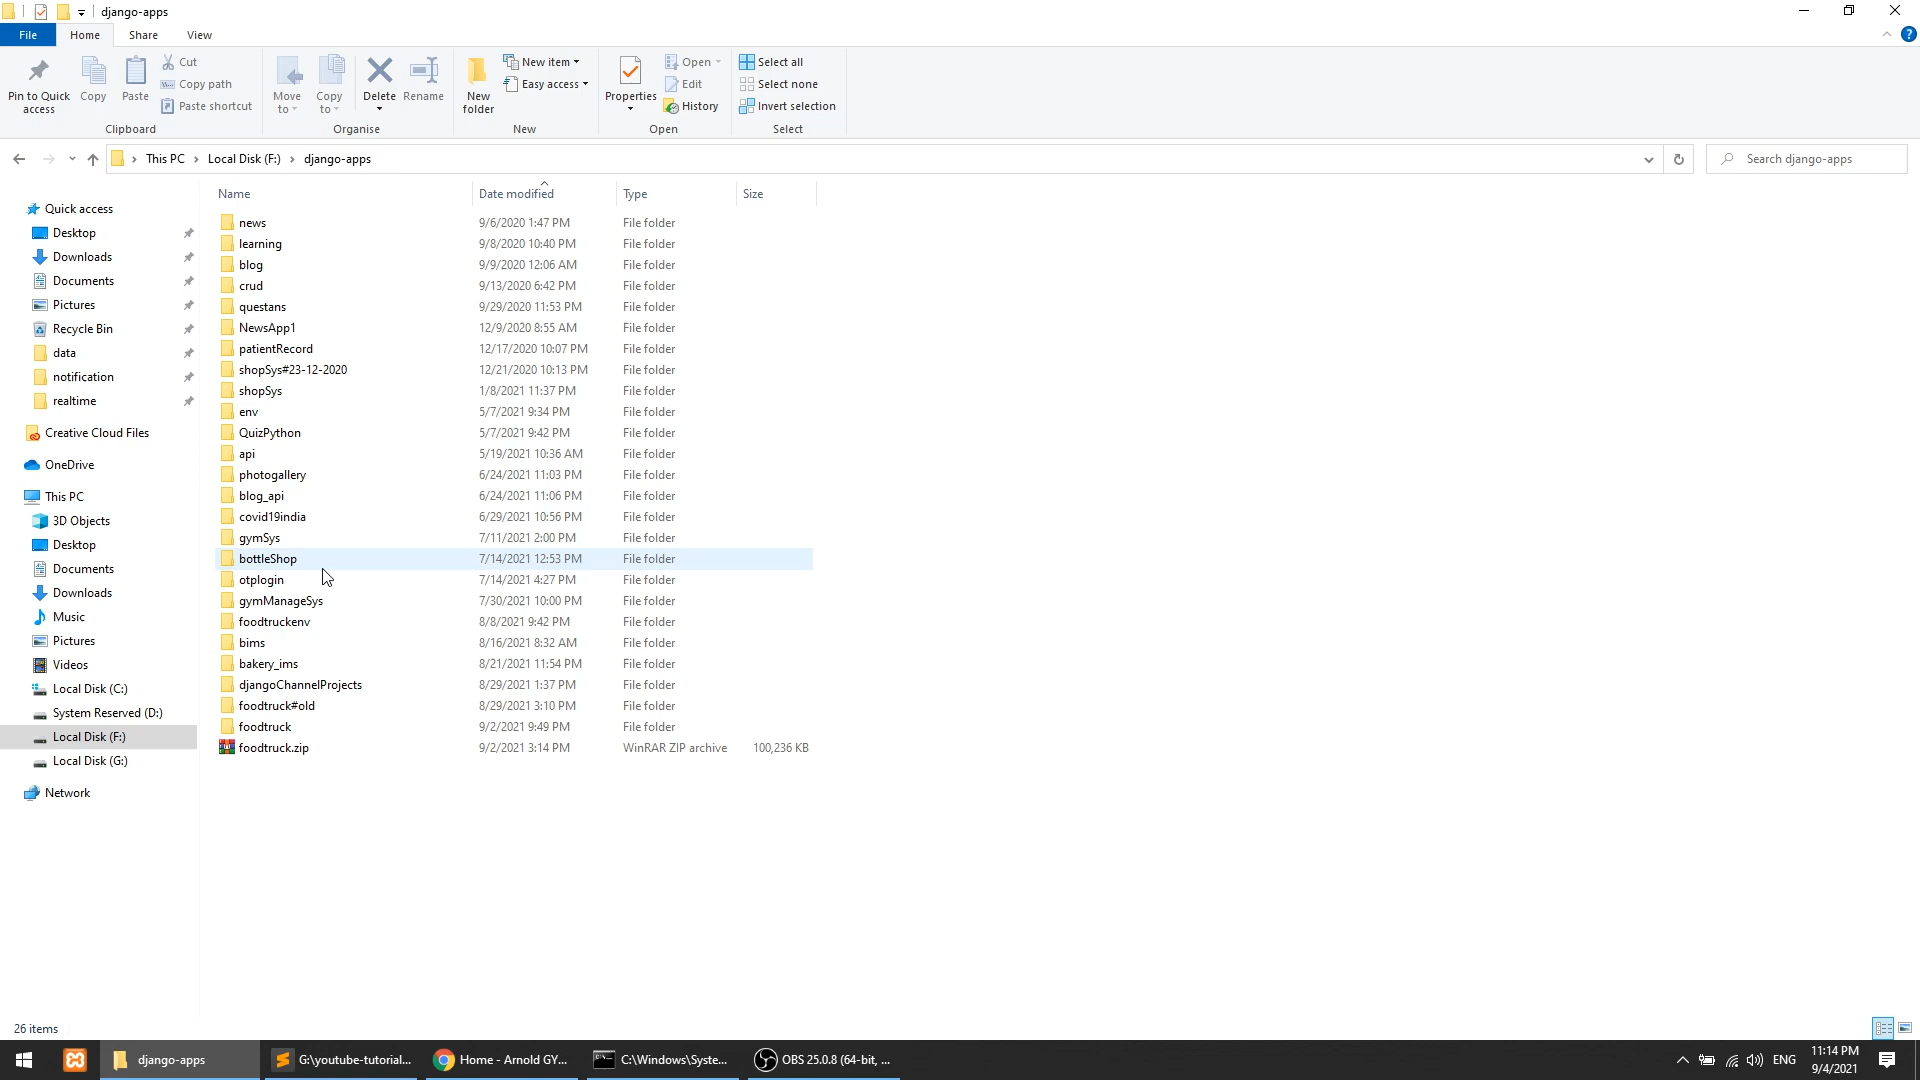 django-apps
File Home Share View
Pin to Quick access
Copy
Paste
Cut
Copy path
Paste shortcut
Clipboard
Move to
Copy to
Delete
Rename
Organise
New folder
New item
Easy access
New
Properties
Open
Edit
History
Open
Select all
Select none
Invert selection
Select
This PC > Local Disk (F:) > django-apps
Search django-apps
Name Date modified Type Size
Quick access
Desktop
Downloads
Documents
Pictures
Recycle Bin
data
notification
realtime
Creative Cloud Files
OneDrive
This PC
3D Objects
Desktop
Documents
Downloads
Music
Pictures
Videos
Local Disk (C:)
System Reserved (D:)
Local Disk (F:)
Local Disk (G:)
Network
news 9/6/2020 1:47 PM File folder
learning 9/8/2020 10:40 PM File folder
blog 9/9/2020 12:06 AM File folder
crud 9/13/2020 6:42 PM File folder
questans 9/29/2020 11:53 PM File folder
NewsApp1 12/9/2020 8:55 AM File folder
patientRecord 12/17/2020 10:07 PM File folder
shopSys#23-12-2020 12/21/2020 10:13 PM File folder
shopSys 1/8/2021 11:37 PM File folder
env 5/7/2021 9:34 PM File folder
QuizPython 5/7/2021 9:42 PM File folder
api 5/19/2021 10:36 AM File folder
photogallery 6/24/2021 11:03 PM File folder
blog_api 6/24/2021 11:06 PM File folder
covid19india 6/29/2021 10:56 PM File folder
gymSys 7/11/2021 2:00 PM File folder
bottleShop 7/14/2021 12:53 PM File folder
otplogin 7/14/2021 4:27 PM File folder
gymManageSys 7/30/2021 10:00 PM File folder
foodtruckenv 8/8/2021 9:42 PM File folder
bims 8/16/2021 8:32 AM File folder
bakery_ims 8/21/2021 11:54 PM File folder
djangoChannelProjects 8/29/2021 1:37 PM File folder
foodtruck#old 8/29/2021 3:10 PM File folder
foodtruck 9/2/2021 9:49 PM File folder
foodtruck.zip 9/2/2021 3:14 PM WinRAR ZIP archive 100,236 KB
26 items
django-apps
G:\youtube-tutorial...
Home - Arnold GY...
C:\Windows\Syste...
OBS 25.0.8 (64-bit, ...
ENG
11:14 PM
9/4/2021